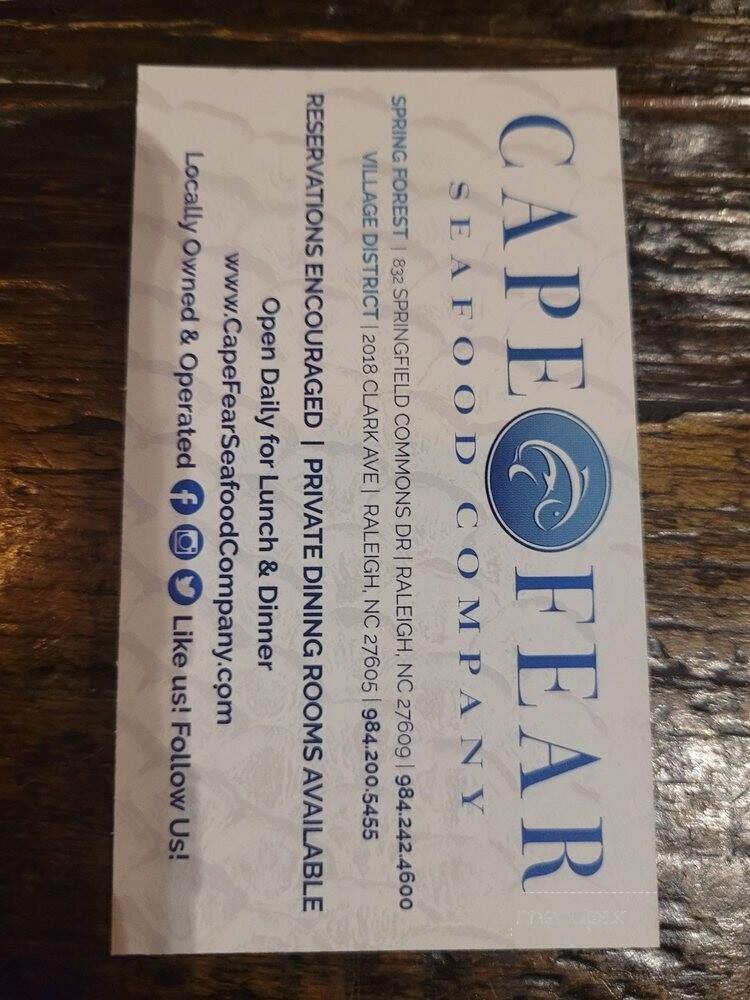 CAPE FEAR
SEAFOOD COMPANY
SPRING FOREST | 832 SPRINGFIELD COMMONS DR | RALEIGH, NC 27609 | 984.242.4600
VILLAGE DISTRICT | 2018 CLARK AVE | RALEIGH, NC 27605 | 984.200.5455
RESERVATIONS ENCOURAGED | PRIVATE DINING ROOMS AVAILABLE
Open Daily for Lunch & Dinner
www.CapeFearSeafoodCompany.com
Locally Owned & Operated Like us! Follow Us!